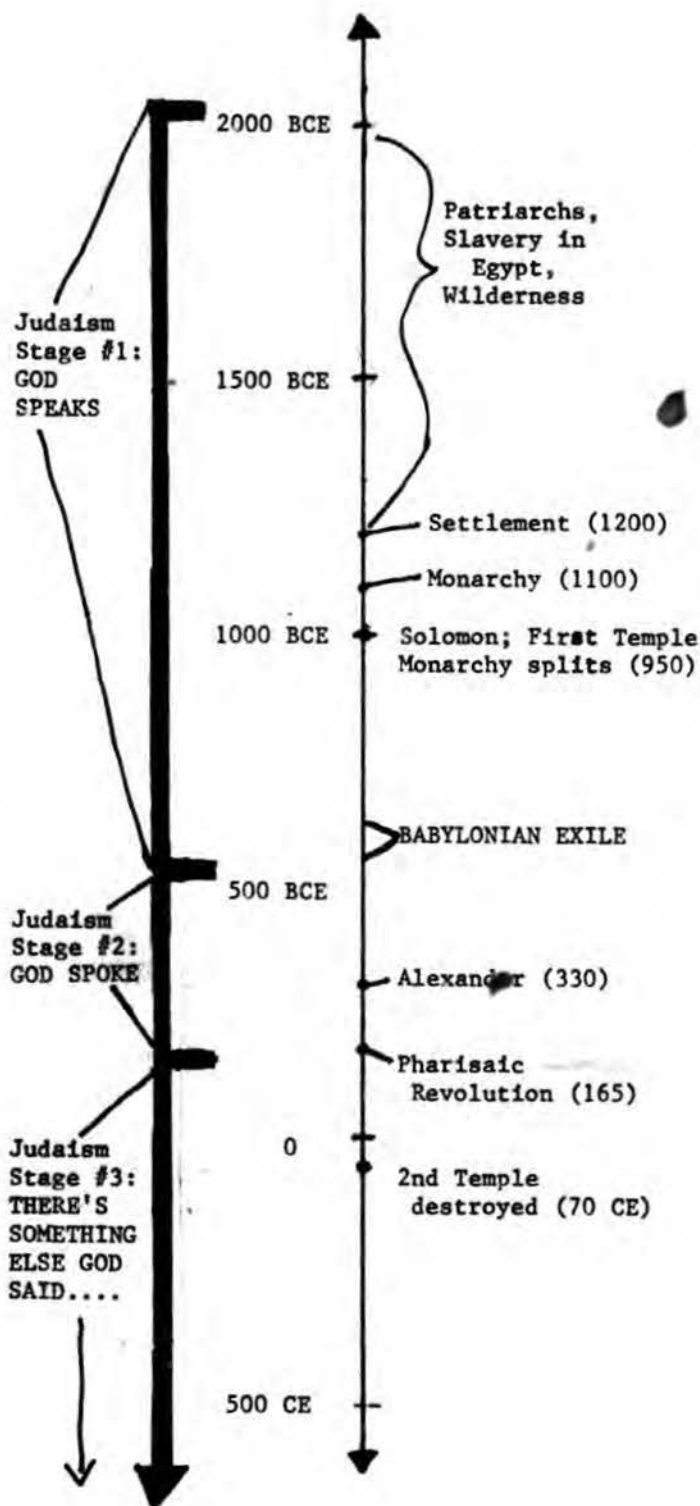 2000 BCE
Patriarchs,
Slavery in
Egypt,
Wilderness
Judaism
Stage #1:
GOD
SPEAKS
1500 BCE
Settlement (1200)
Monarchy (1100)
1000 BCE
Solomon; First Temple
Monarchy splits (950)
BABYLONIAN EXILE
500 BCE
Judaism
Stage #2:
GOD SPOKE
Alexander (330)
Pharisaic
Revolution (165)
0
Judaism
Stage #3:
THERE'S
SOMETHING
ELSE GOD
SAID....
2nd Temple
destroyed (70 CE)
500 CE